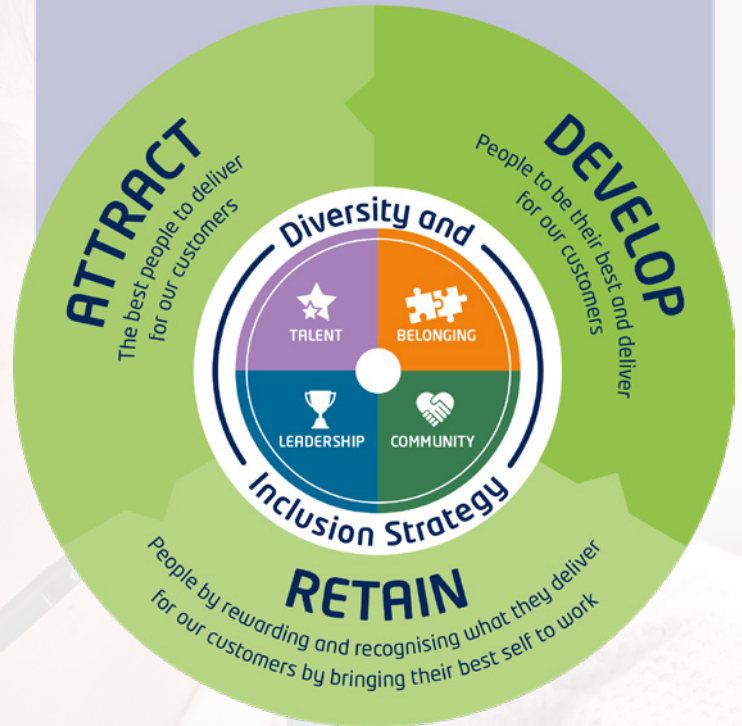 ATTRACT
The best people to deliver
for our customers
DEVELOP
People to be their best and deliver
for our customers
Diversity and
TALENT
BELONGING
LEADERSHIP
COMMUNITY
Inclusion Strategy
RETAIN
People by rewarding and recognising what they deliver
for our customers by bringing their best self to work